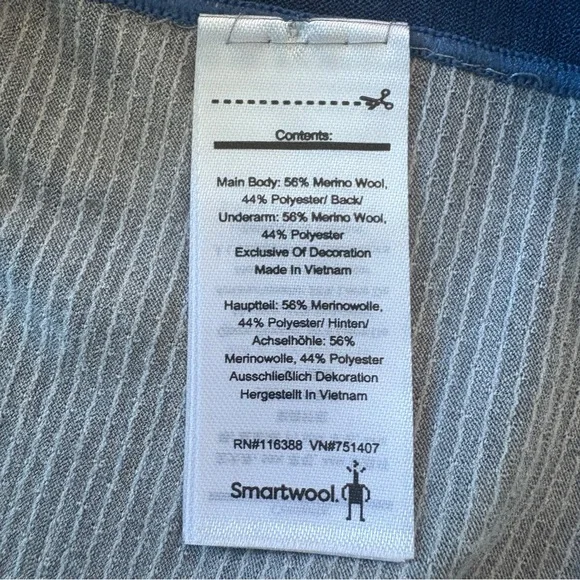 Contents:
Main Body: 56% Merino Wool,
44% Polyester/ Back/
Underarm: 56% Merino Wool,
44% Polyester
Exclusive Of Decoration
Made In Vietnam
Hauptteil: 56% Merinowolle,
44% Polyester/ Hinten/
Achselhöhle: 56%
Merinowolle, 44% Polyester
Ausschließlich Dekoration
Hergestellt In Vietnam
RN#116388 VN#751407
Smartwool.